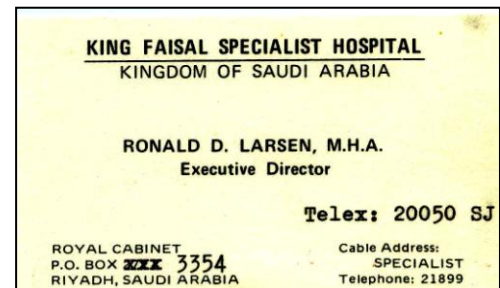 KING FAISAL SPECIALIST HOSPITAL
KINGDOM OF SAUDI ARABIA
RONALD D. LARSEN, M.H.A.
Executive Director
Telex: 20050 SJ
ROYAL CABINET
P.O. BOX xxx 3354
RIYADH, SAUDI ARABIA
Cable Address:
SPECIALIST
Telephone: 21899